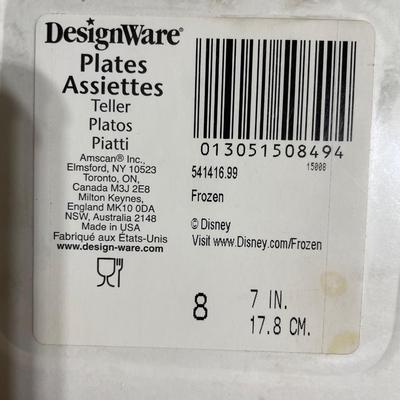 DesignWare®
Plates
Assiettes
Teller
Platos
Piatti
Amscan® Inc.,
Elmsford, NY 10523
Toronto, ON,
Canada M3J 2E8
Milton Keynes,
England MK10 0DA
NSW, Australia 2148
Made in USA
Fabriqué aux États-Unis
www.design-ware.com
013051508494
541416.99
15008
Frozen
© Disney
Visit www.Disney.com/Frozen
8
7 IN.
17.8 CM.